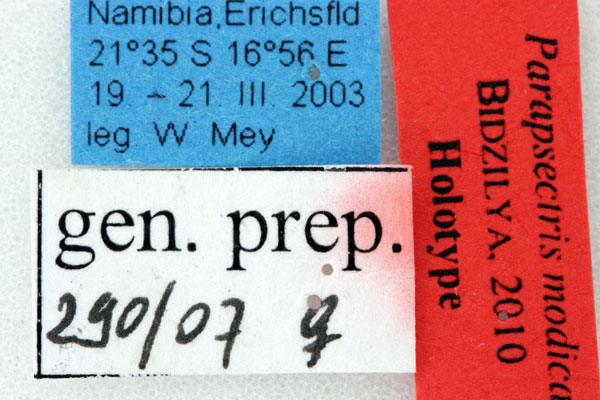 Namibia,Erichsfld
21°35 S 16°56 E
19. – 21. III. 2003
leg W Mey
gen. prep.
290/07
Parapsectris modica
BIDZILYA, 2010
Holotype